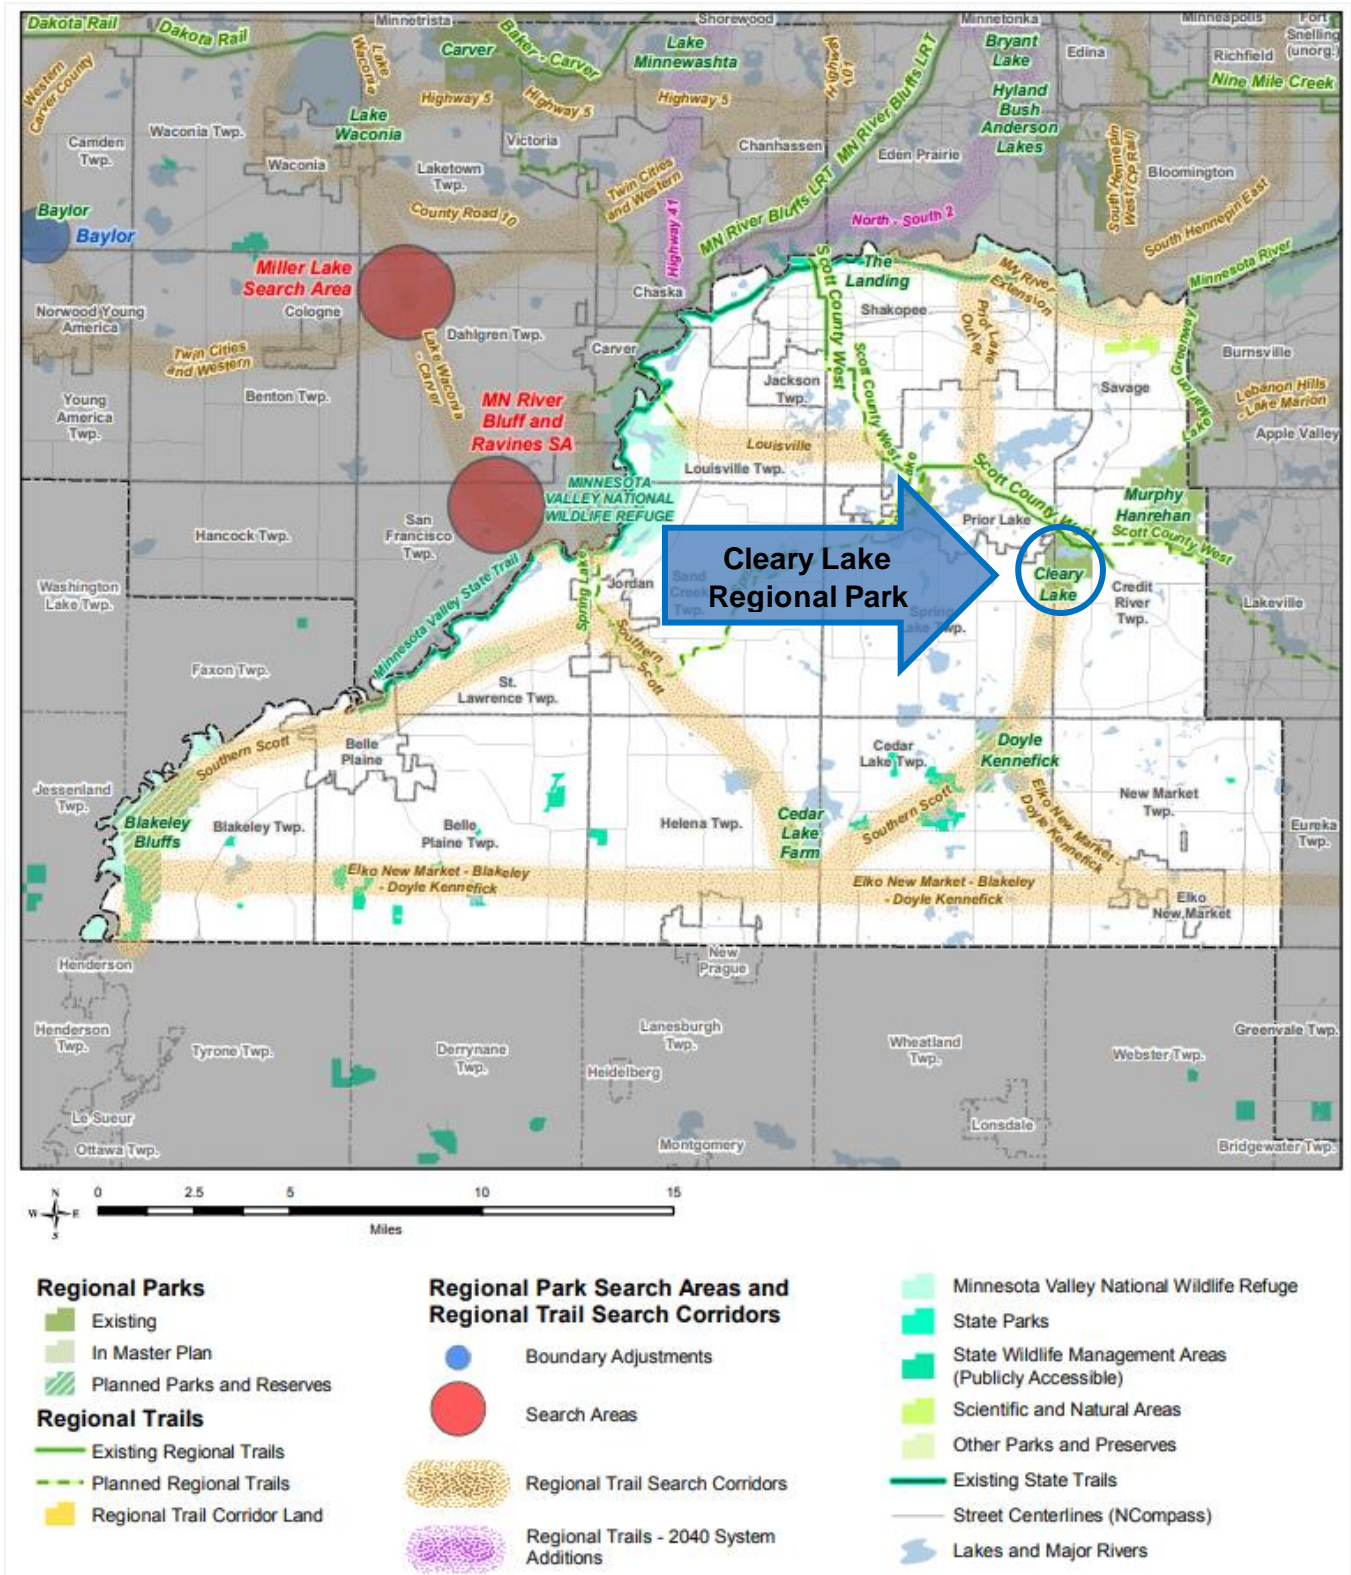 Dakota Rail
Dakota Rail
Minnetrista
Baker - Carver
Shorewood
Minnetonka
Minneapolis
Fort
Snelling
(unorg.)
Western
Carver County
Lake
Waconia
Carver
Lake
Minnewashta
Highway 101
Bryant
Lake
Edina
Richfield
Nine Mile Creek
Highway 5
Highway 5
Highway 5
MN River Bluffs LRT
Hyland
Bush
Anderson
Lakes
Camden
Twp.
Waconia Twp.
Lake
Waconia
Victoria
Chanhassen
Eden Prairie
South Hennepin
West (CP Rail)
Bloomington
Waconia
Laketown
Twp.
Twin Cities
and Western
County Road 10
Highway 41
MN River Bluffs LRT
North - South 2
South Hennepin East
Baylor
Baylor
Miller Lake
Search Area
Cologne
Chaska
Scott County West
The
Landing
MN River
Extension
Minnesota River
Norwood Young
America
Dahlgren Twp.
Shakopee
Prior Lake
Outlet
Twin Cities
and Western
Lake Waconia
- Carver
Carver
Scott County West
Greenway
Burnsville
Young
America
Twp.
Benton Twp.
Jackson
Twp.
Savage
Lebanon Hills
- Lake Marion
MN River
Bluff and
Ravines SA
Louisville
Lake Marion
Apple Valley
Louisville Twp.
Scott County West
MINNESOTA
VALLEY NATIONAL
WILDLIFE REFUGE
Murphy
Hanrehan
Hancock Twp.
San
Francisco
Twp.
Prior Lake
Scott County West
Cleary Lake
Regional Park
Cleary
Lake
Washington
Lake Twp.
Minnesota Valley State Trail
Spring Lake
Jordan
Sand
Creek
Twp.
Spring
Lake Twp.
Credit
River
Twp.
Lakeville
Faxon Twp.
Southern
Scott
St.
Lawrence Twp.
Southern Scott
Belle
Plaine
Cedar
Lake Twp.
Doyle
Kennefick
Jessenland
Twp.
Blakeley
Bluffs
Blakeley Twp.
Belle
Plaine Twp.
Helena Twp.
Cedar
Lake
Farm
Southern Scott
Elko New Market -
Doyle Kennefick
New Market
Twp.
Eureka
Twp.
Elko New Market - Blakeley
- Doyle Kennefick
Elko New Market - Blakeley
- Doyle Kennefick
Elko
New Market
Henderson
New
Prague
Henderson
Twp.
Tyrone Twp.
Derrynane
Twp.
Lanesburgh
Twp.
Heidelberg
Wheatland
Twp.
Webster Twp.
Greenvale Twp.
Le Sueur
Ottawa Twp.
Montgomery
Lonsdale
Bridgewater Twp.
N
W E
S
0 2.5 5 10 15
Miles
Regional Parks
Existing
In Master Plan
Planned Parks and Reserves
Regional Trails
Existing Regional Trails
Planned Regional Trails
Regional Trail Corridor Land
Regional Park Search Areas and
Regional Trail Search Corridors
Boundary Adjustments
Search Areas
Regional Trail Search Corridors
Regional Trails - 2040 System
Additions
Minnesota Valley National Wildlife Refuge
State Parks
State Wildlife Management Areas
(Publicly Accessible)
Scientific and Natural Areas
Other Parks and Preserves
Existing State Trails
Street Centerlines (NCompass)
Lakes and Major Rivers